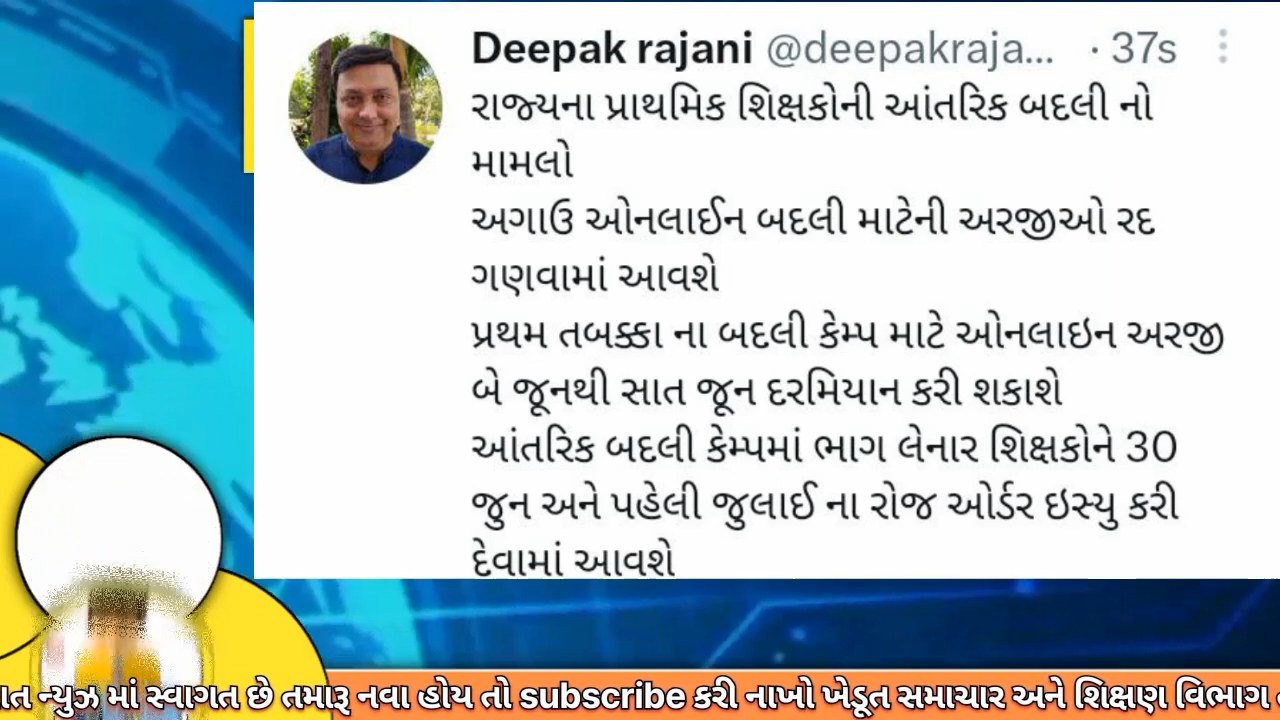 Deepak rajani @deepakraja... · 37s
રાજ્યના પ્રાથમિક શિક્ષકોની આંતરિક બદલી નો
મામલો
અગાઉ ઓનલાઈન બદલી માટેની અરજીઓ રદ
ગણવામાં આવશે
પ્રથમ તબક્કા ના બદલી કેમ્પ માટે ઓનલાઇન અરજી
બે જૂનથી સાત જૂન દરમિયાન કરી શકાશે
આંતરિક બદલી કેમ્પમાં ભાગ લેનાર શિક્ષકોને 30
જુન અને પહેલી જુલાઈ ના રોજ ઓર્ડર ઇસ્યુ કરી
દેવામાં આવશે
ન્યુઝ માં સ્વાગત છે તમારૂ નવા હોય તો subscribe કરી નાખો ખેડૂત સમાચાર અને શિક્ષણ વિભાગ